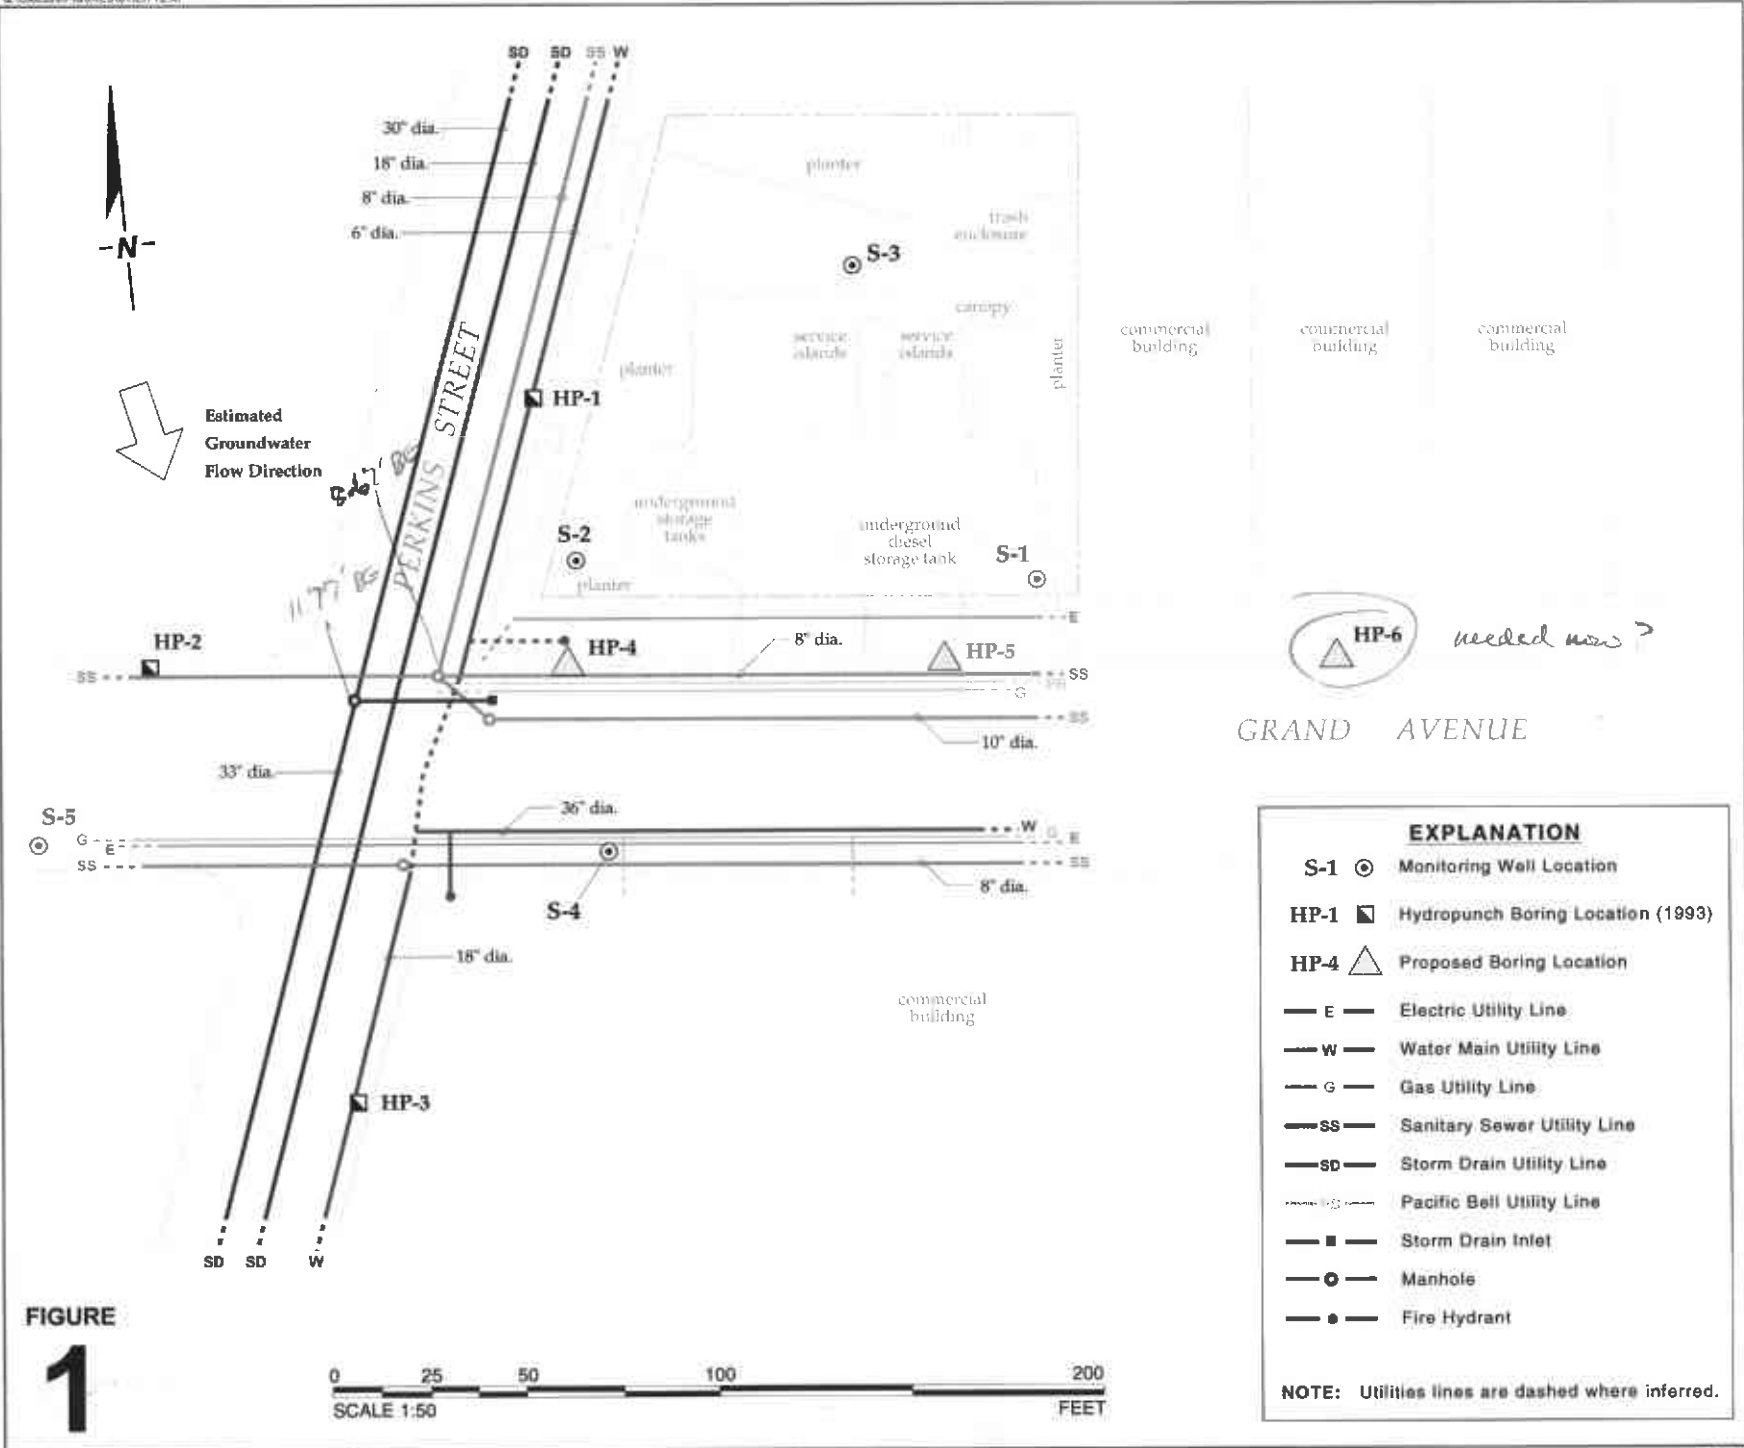 SD SD SS W
30" dia.
18" dia.
8" dia.
6" dia.
N
planter
trash
enclosure
S-3
canopy
service
islands
service
islands
planter
planter
commercial
building
commercial
building
commercial
building
HP-1
Estimated
Groundwater
Flow Direction
BG
PERKINS STREET
underground
storage
tanks
underground
diesel
storage tank
S-2
S-1
planter
11.77' BG
E
HP-2
HP-4
8" dia.
HP-5
HP-6
needed now?
SS
SS
G
SS
10" dia.
GRAND AVENUE
33" dia.
36" dia.
S-5
G
E
SS
W
G
E
SS
8" dia.
S-4
18" dia.
commercial
building
HP-3
SD SD W
EXPLANATION
S-1 Monitoring Well Location
HP-1 Hydropunch Boring Location (1993)
HP-4 Proposed Boring Location
E Electric Utility Line
W Water Main Utility Line
G Gas Utility Line
SS Sanitary Sewer Utility Line
SD Storm Drain Utility Line
Pacific Bell Utility Line
Storm Drain Inlet
Manhole
Fire Hydrant
NOTE: Utilities lines are dashed where inferred.
FIGURE
1
0 25 50 100 200
SCALE 1:50 FEET